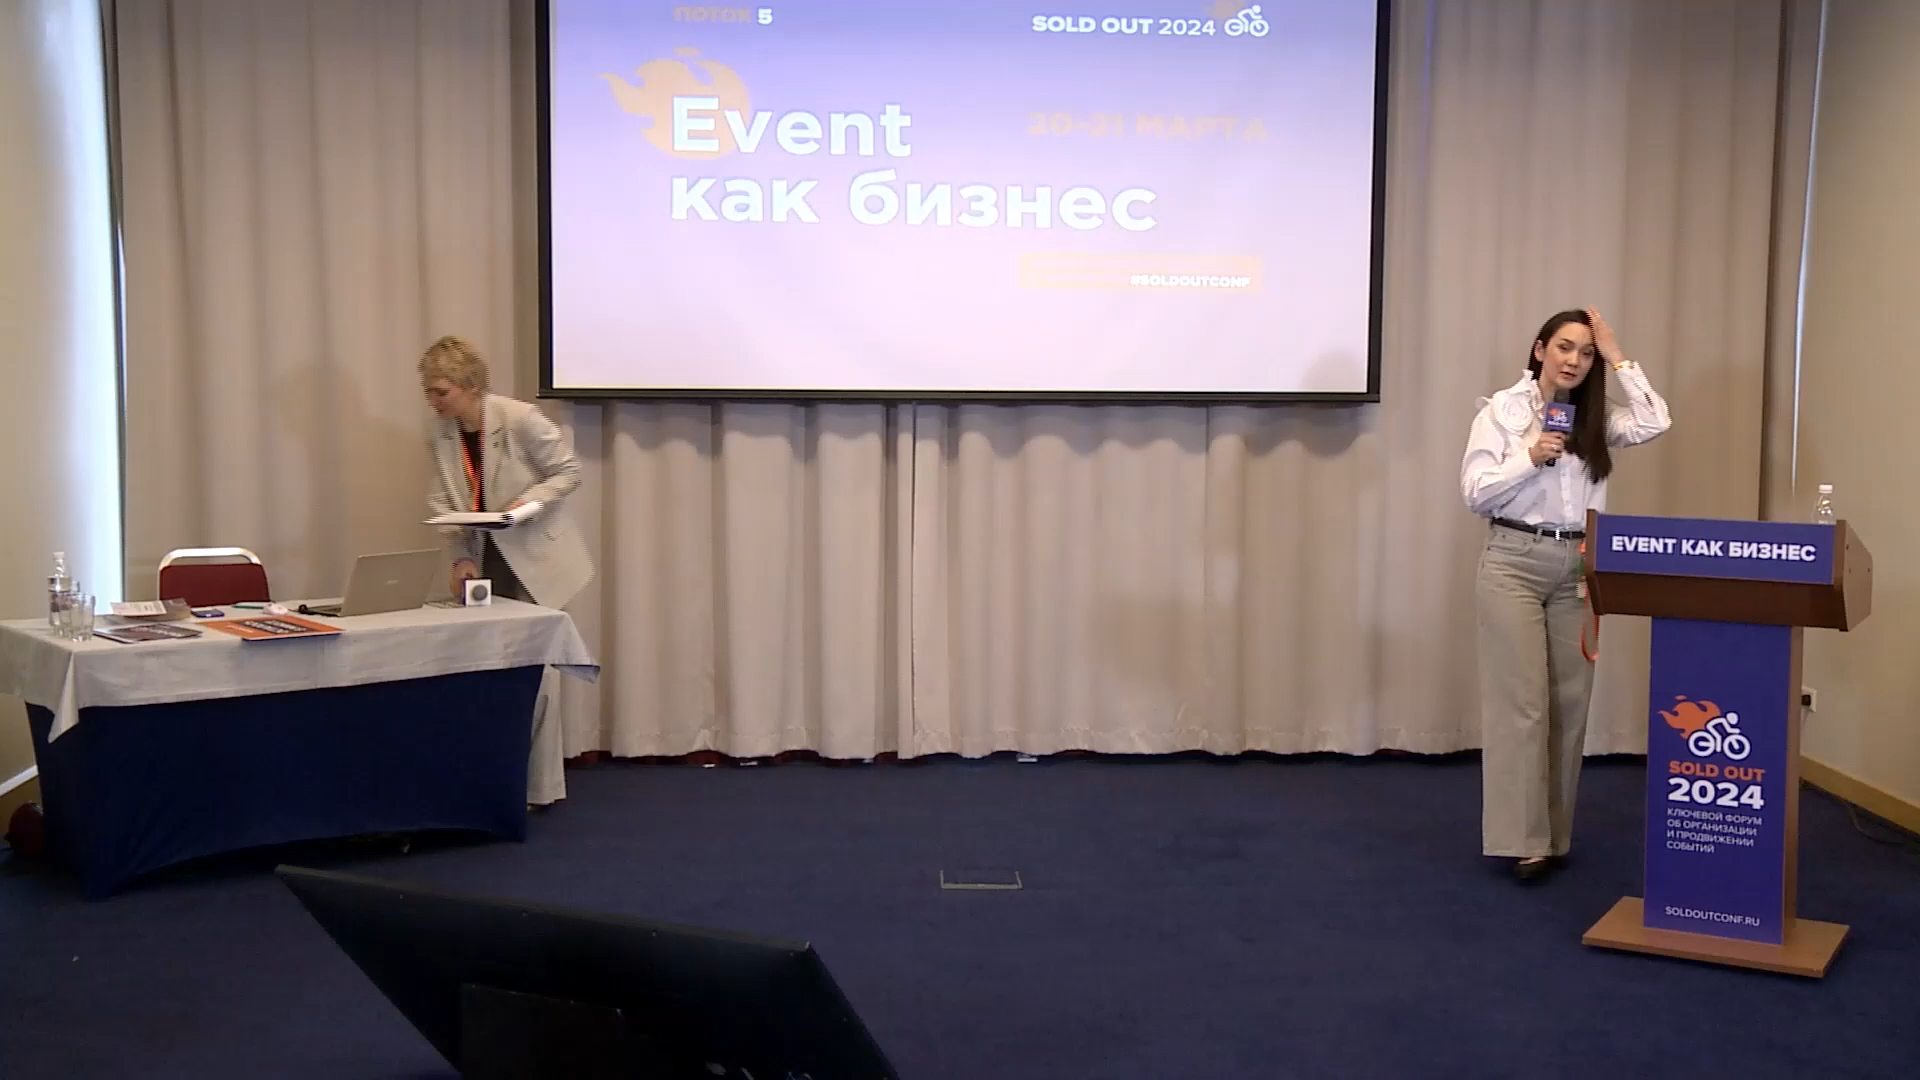 ПОТОК 5
SOLD OUT 2024
Event
как бизнес
20-21 МАРТА
#SOLDOUTCONF
EVENT КАК БИЗНЕС
SOLD OUT
2024
КЛЮЧЕВОЙ ФОРУМ
ОБ ОРГАНИЗАЦИИ
И ПРОДВИЖЕНИИ
СОБЫТИЙ
SOLDOUTCONF.RU